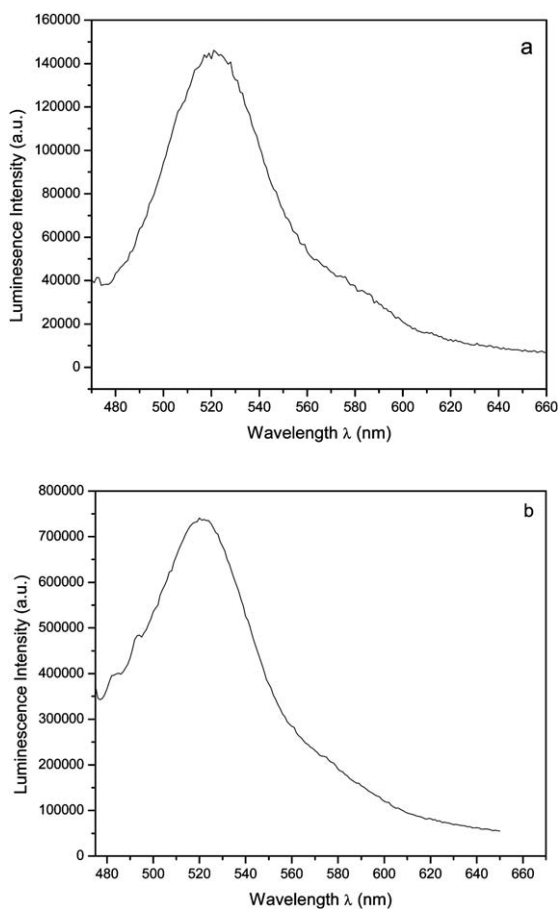 a
160000
140000
120000
100000
80000
60000
40000
20000
0
Luminesence Intensity (a.u.)
480 500 520 540 560 580 600 620 640 660
Wavelength λ (nm)
b
800000
700000
600000
500000
400000
300000
200000
100000
0
Luminescence Intensity (a.u.)
480 500 520 540 560 580 600 620 640 660
Wavelength λ (nm)